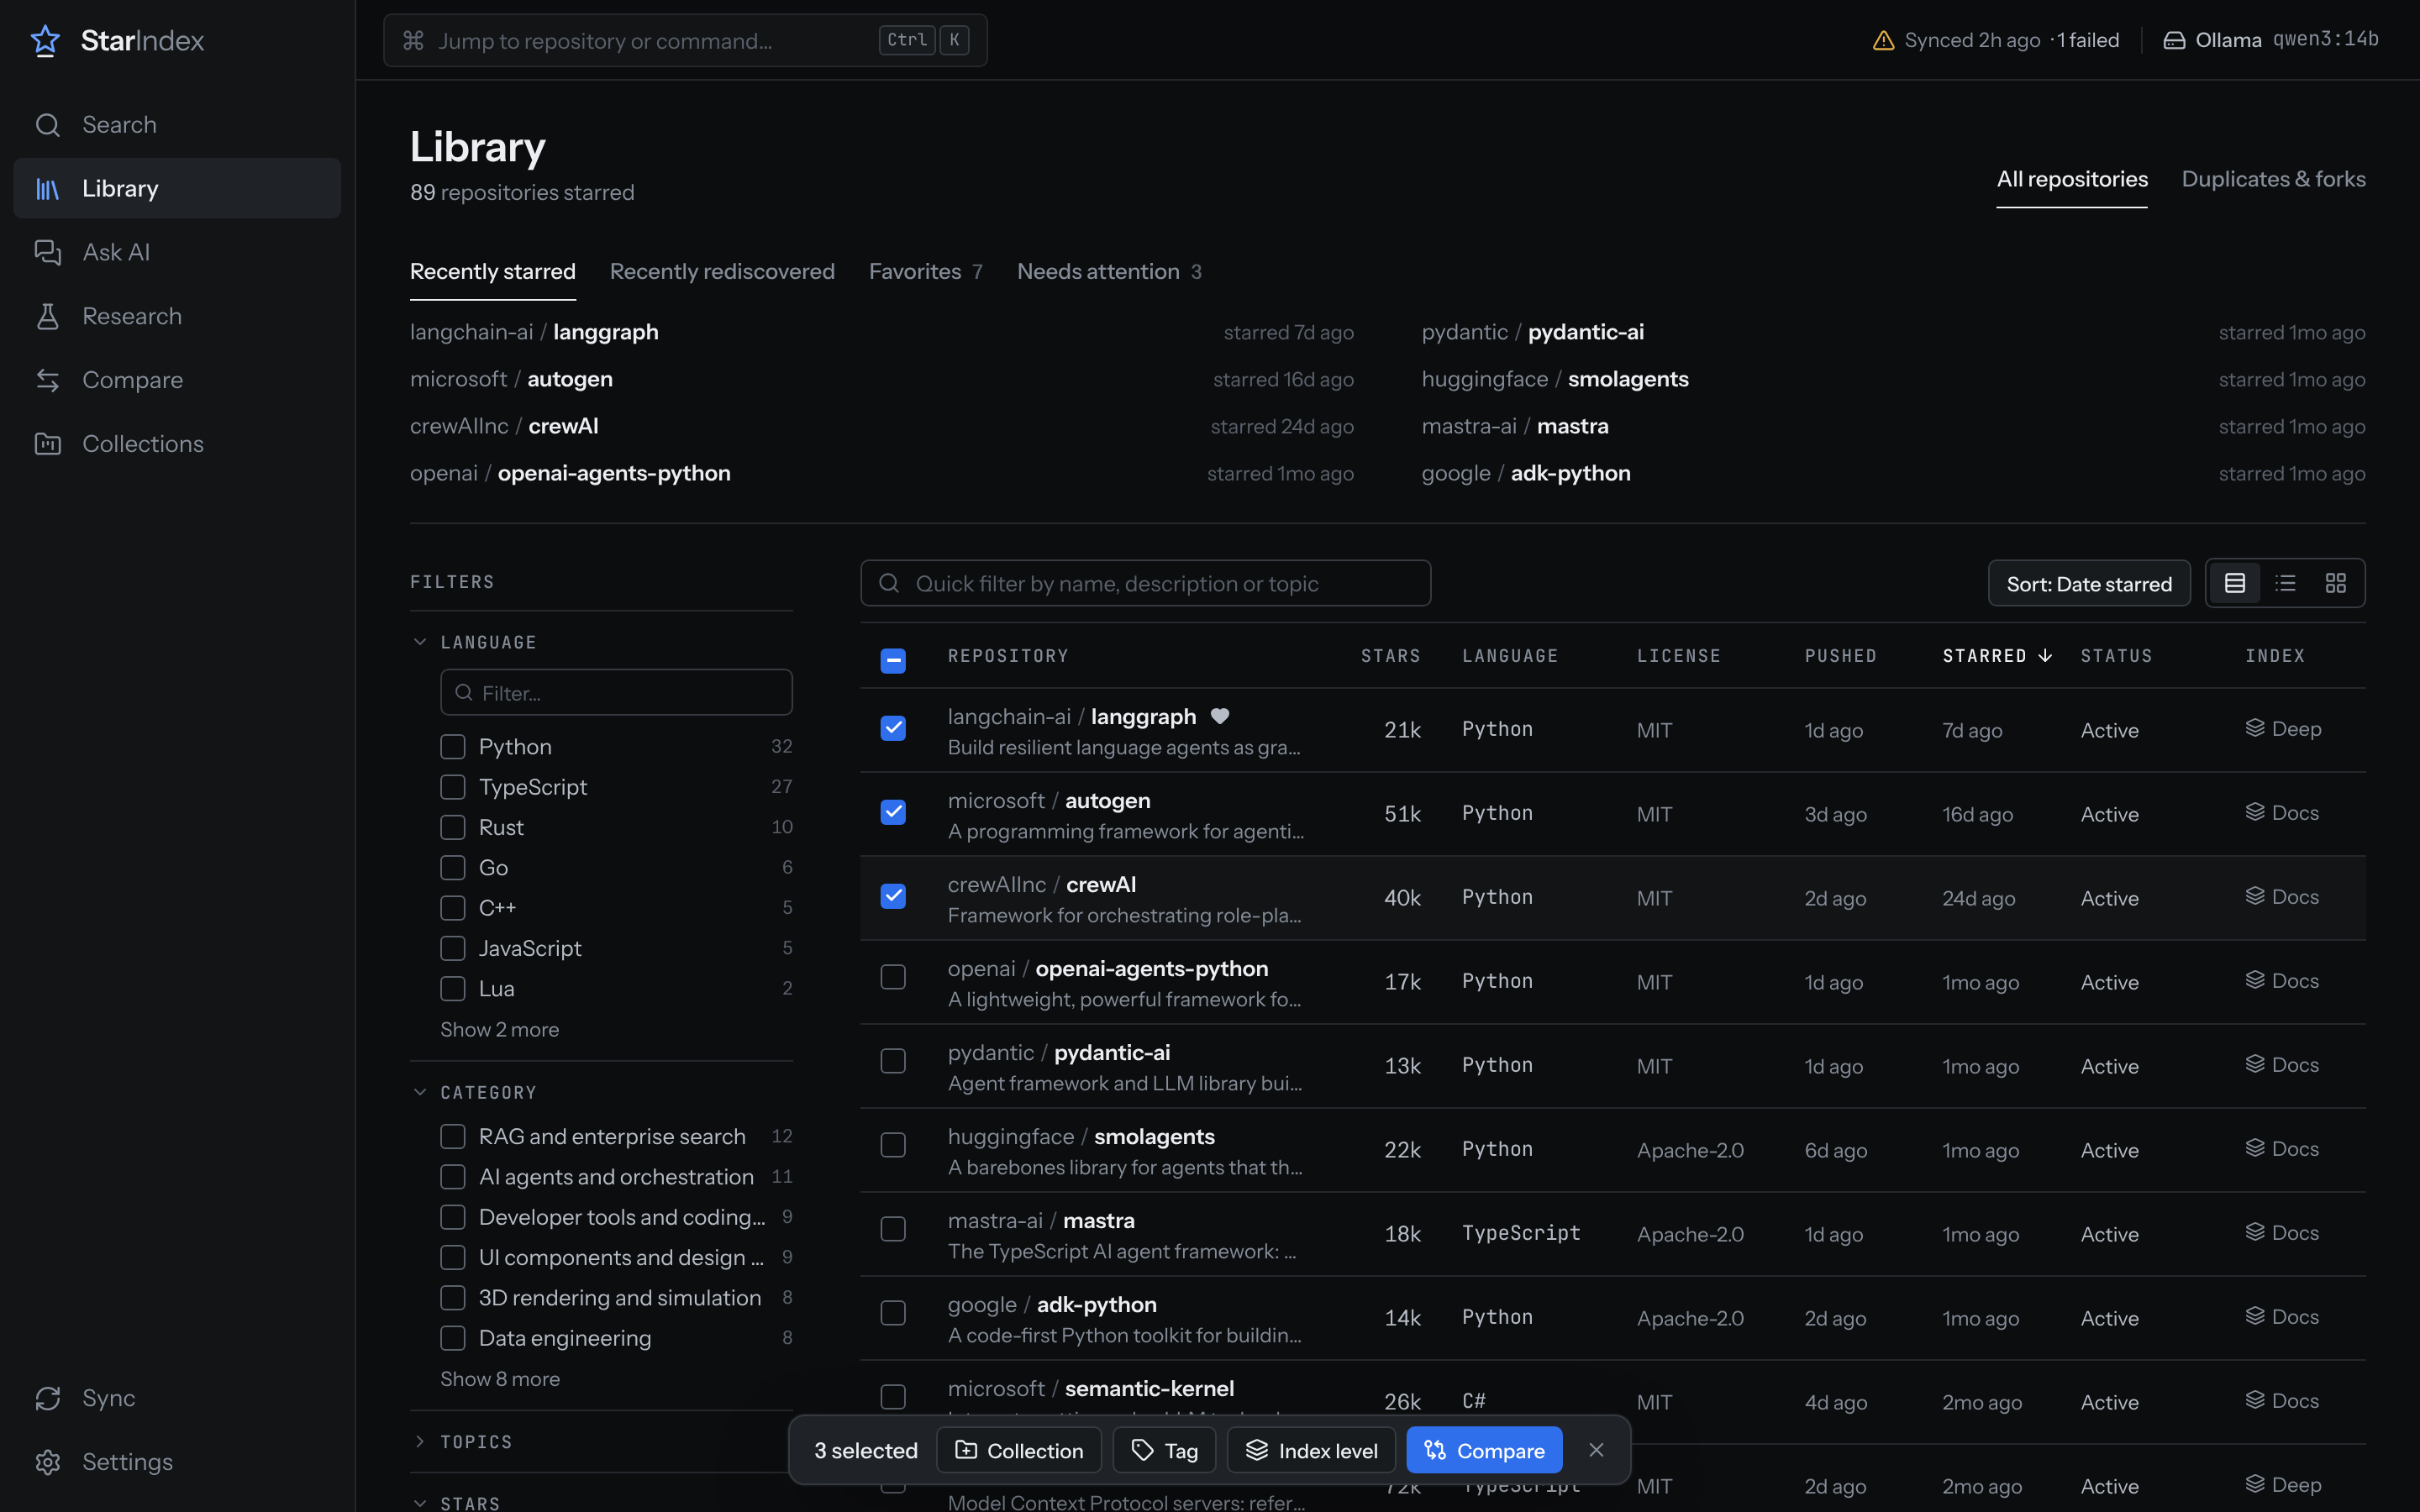 StarIndex
Search
Library
Ask AI
Research
Compare
Collections
Sync
Settings
Jump to repository or command...
Ctrl K
Synced 2h ago · 1 failed
Ollama qwen3:14b
Library
89 repositories starred
All repositories
Duplicates & forks
Recently starred
Recently rediscovered
Favorites 7
Needs attention 3
langchain-ai / langgraph starred 7d ago
microsoft / autogen starred 16d ago
crewAIInc / crewAI starred 24d ago
openai / openai-agents-python starred 1mo ago
pydantic / pydantic-ai starred 1mo ago
huggingface / smolagents starred 1mo ago
mastra-ai / mastra starred 1mo ago
google / adk-python starred 1mo ago
FILTERS
LANGUAGE
Filter...
Python 32
TypeScript 27
Rust 10
Go 6
C++ 5
JavaScript 5
Lua 2
Show 2 more
CATEGORY
RAG and enterprise search 12
AI agents and orchestration 11
Developer tools and coding... 9
UI components and design ... 9
3D rendering and simulation 8
Data engineering 8
Show 8 more
TOPICS
STARS
Quick filter by name, description or topic
Sort: Date starred
REPOSITORY STARS LANGUAGE LICENSE PUSHED STARRED STATUS INDEX
langchain-ai / langgraph
Build resilient language agents as gra...
21k Python MIT 1d ago 7d ago Active Deep
microsoft / autogen
A programming framework for agenti...
51k Python MIT 3d ago 16d ago Active Docs
crewAIInc / crewAI
Framework for orchestrating role-pla...
40k Python MIT 2d ago 24d ago Active Docs
openai / openai-agents-python
A lightweight, powerful framework fo...
17k Python MIT 1d ago 1mo ago Active Docs
pydantic / pydantic-ai
Agent framework and LLM library bui...
13k Python MIT 1d ago 1mo ago Active Docs
huggingface / smolagents
A barebones library for agents that th...
22k Python Apache-2.0 6d ago 1mo ago Active Docs
mastra-ai / mastra
The TypeScript AI agent framework: ...
18k TypeScript Apache-2.0 1d ago 1mo ago Active Docs
google / adk-python
A code-first Python toolkit for buildin...
14k Python Apache-2.0 2d ago 1mo ago Active Docs
microsoft / semantic-kernel
26k C# MIT 4d ago 2mo ago Active Docs
72k TypeScript MIT 2d ago 2mo ago Active Deep
Model Context Protocol servers: refer...
3 selected
Collection
Tag
Index level
Compare